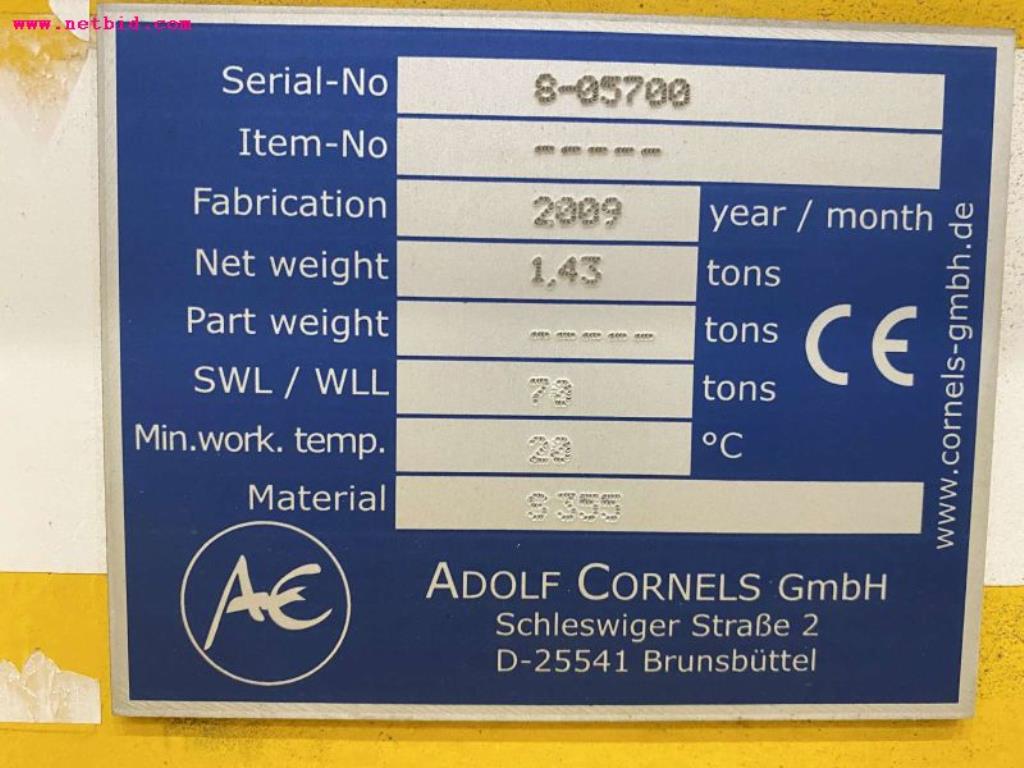 www.netbid.com
Serial-No 8-05700
Item-No -----
Fabrication 2009 year / month
Net weight 1,43 tons
Part weight ----- tons
SWL / WLL 70 tons
Min.work. temp. 20 °C
Material S355
CE
www.cornels-gmbh.de
AC
ADOLF CORNELS GmbH
Schleswiger Straße 2
D-25541 Brunsbüttel